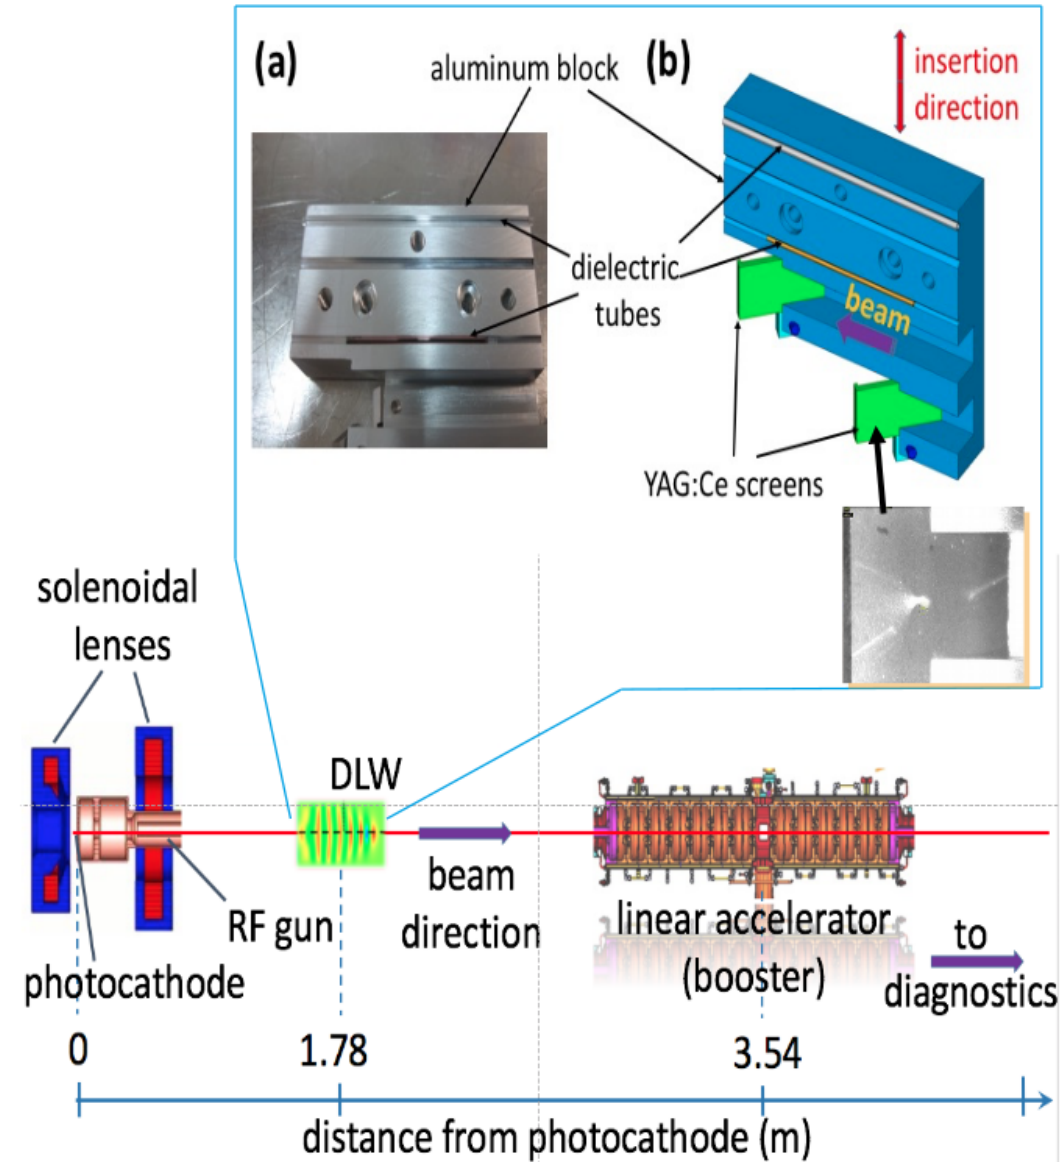 (a)
aluminum block
(b)
insertion
direction
dielectric
tubes
beam
YAG:Ce screens
solenoidal
lenses
DLW
beam
direction
RF gun
photocathode
linear accelerator
(booster)
to
diagnostics
0
1.78
3.54
distance from photocathode (m)